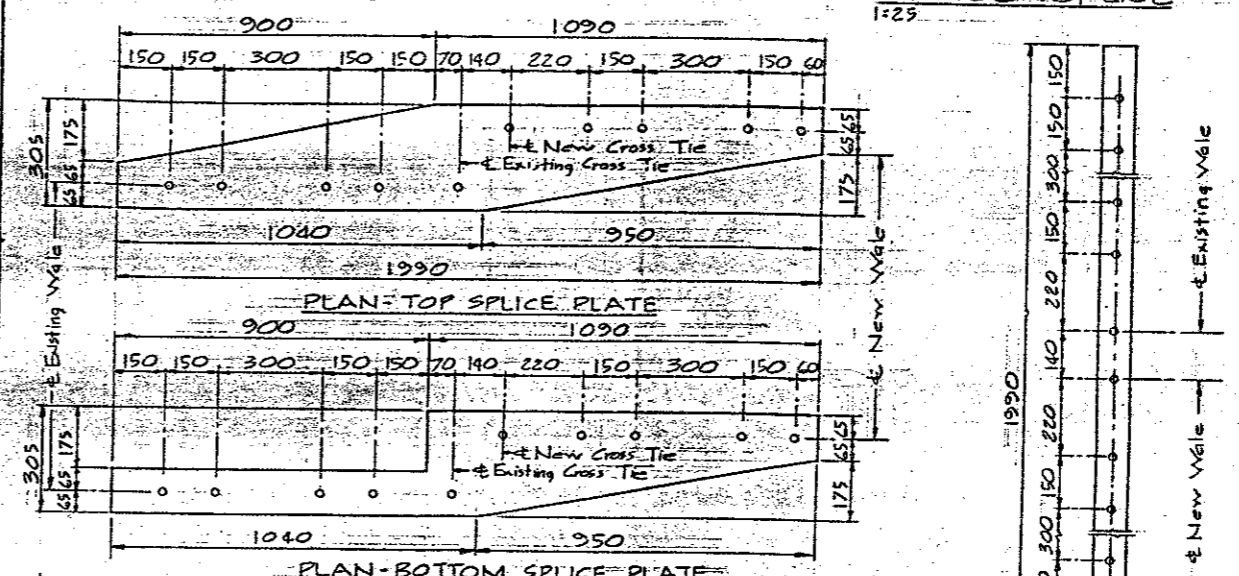 1:25
900 1090
150 150 300 150 150 70 140 220 150 300 150 60
305 175 65 65
℄ New Cross Tie
℄ Existing Cross Tie
65 65 175
1040 950
1990
PLAN-TOP SPLICE PLATE
℄ Existing Wale
℄ New Wale
900 1090
150 150 300 150 150 70 140 220 150 300 150 60
305 175 65 65
℄ New Cross Tie
℄ Existing Cross Tie
65 65 175
1040 950
PLAN-BOTTOM SPLICE PLATE
1990
150 150 300 150 220 140 220 150 300
℄ Existing Wale
℄ New Wale